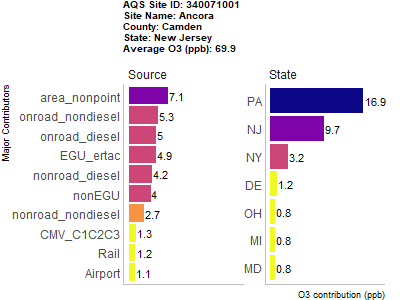 AQS Site ID: 340071001
Site Name: Ancora
County: Camden
State: New Jersey
Average O3 (ppb): 69.9
Major Contributors
Source
area_nonpoint 7.1
onroad_nondiesel 5.3
onroad_diesel 5
EGU_ertac 4.9
nonroad_diesel 4.2
nonEGU 4
nonroad_nondiesel 2.7
CMV_C1C2C3 1.3
Rail 1.2
Airport 1.1
State
PA 16.9
NJ 9.7
NY 3.2
DE 1.2
OH 0.8
MI 0.8
MD 0.8
O3 contribution (ppb)